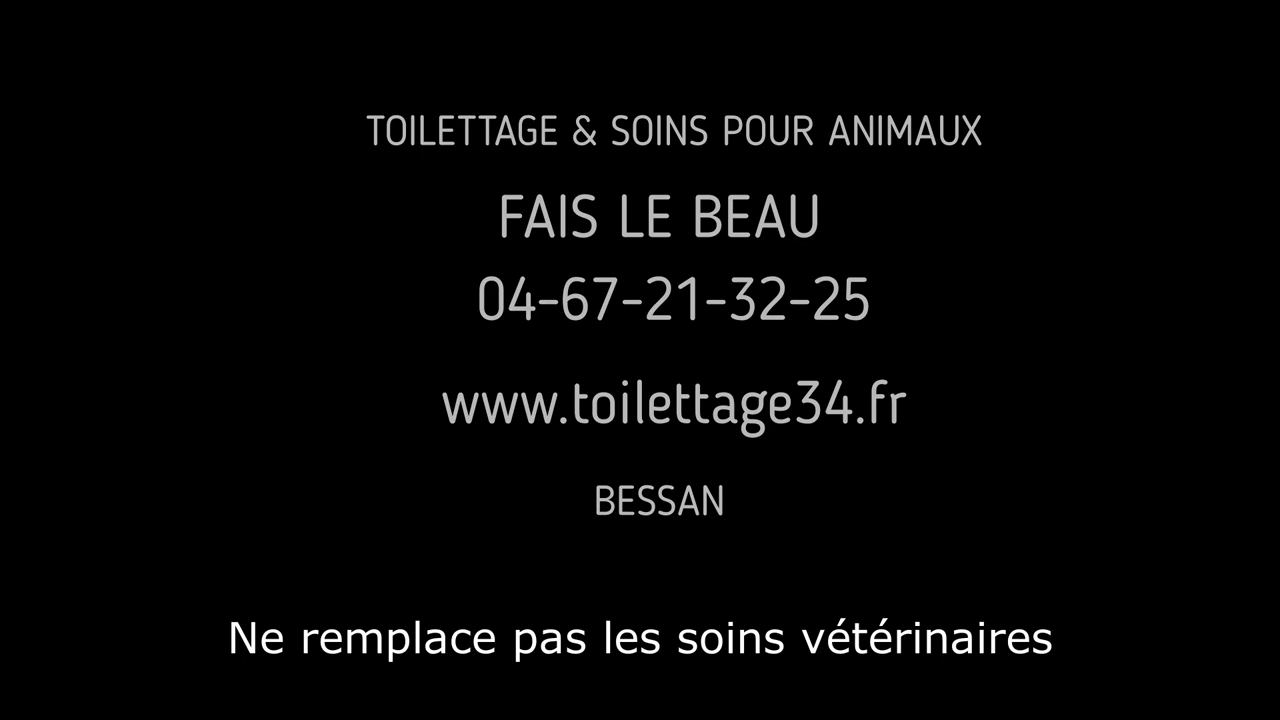 TOILETTAGE & SOINS POUR ANIMAUX
FAIS LE BEAU
04-67-21-32-25
www.toilettage34.fr
BESSAN
Ne remplace pas les soins vétérinaires